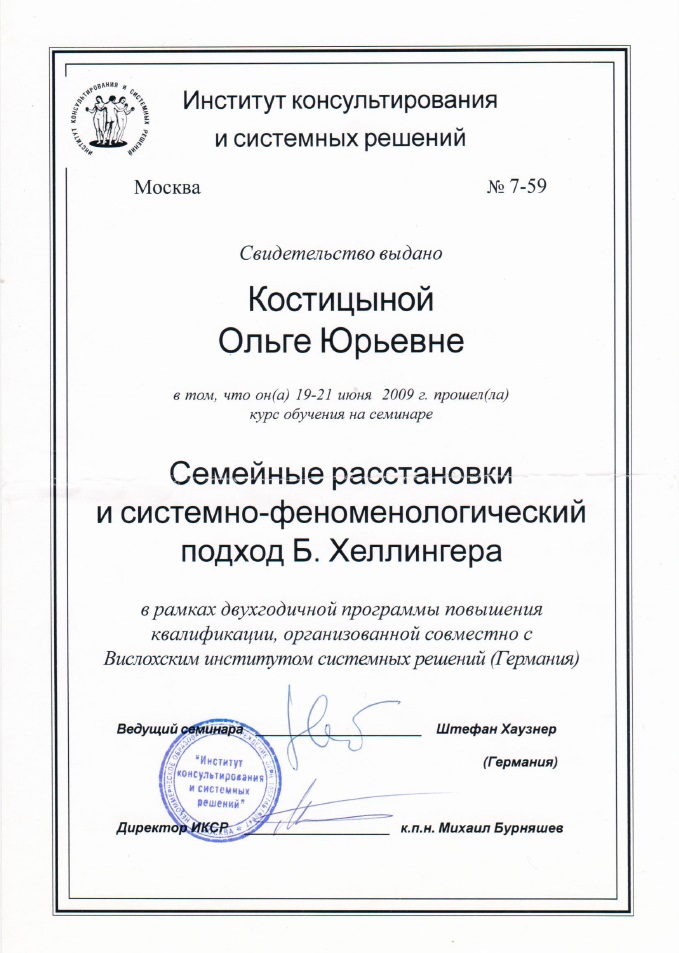 ИНСТИТУТ КОНСУЛЬТИРОВАНИЯ И СИСТЕМНЫХ РЕШЕНИЙ
Институт консультирования
и системных решений
Москва
№ 7-59
Свидетельство выдано
Костицыной
Ольге Юрьевне
в том, что он(а) 19-21 июня 2009 г. прошел(ла)
курс обучения на семинаре
Семейные расстановки
и системно-феноменологический
подход Б. Хеллингера
в рамках двухгодичной программы повышения
квалификации, организованной совместно с
Вислохским институтом системных решений (Германия)
Ведущий семинара
Штефан Хаузнер
(Германия)
"Институт
консультирования
и системных
решений"
МОСКВА
Директор ИКСР
к.п.н. Михаил Бурняшев